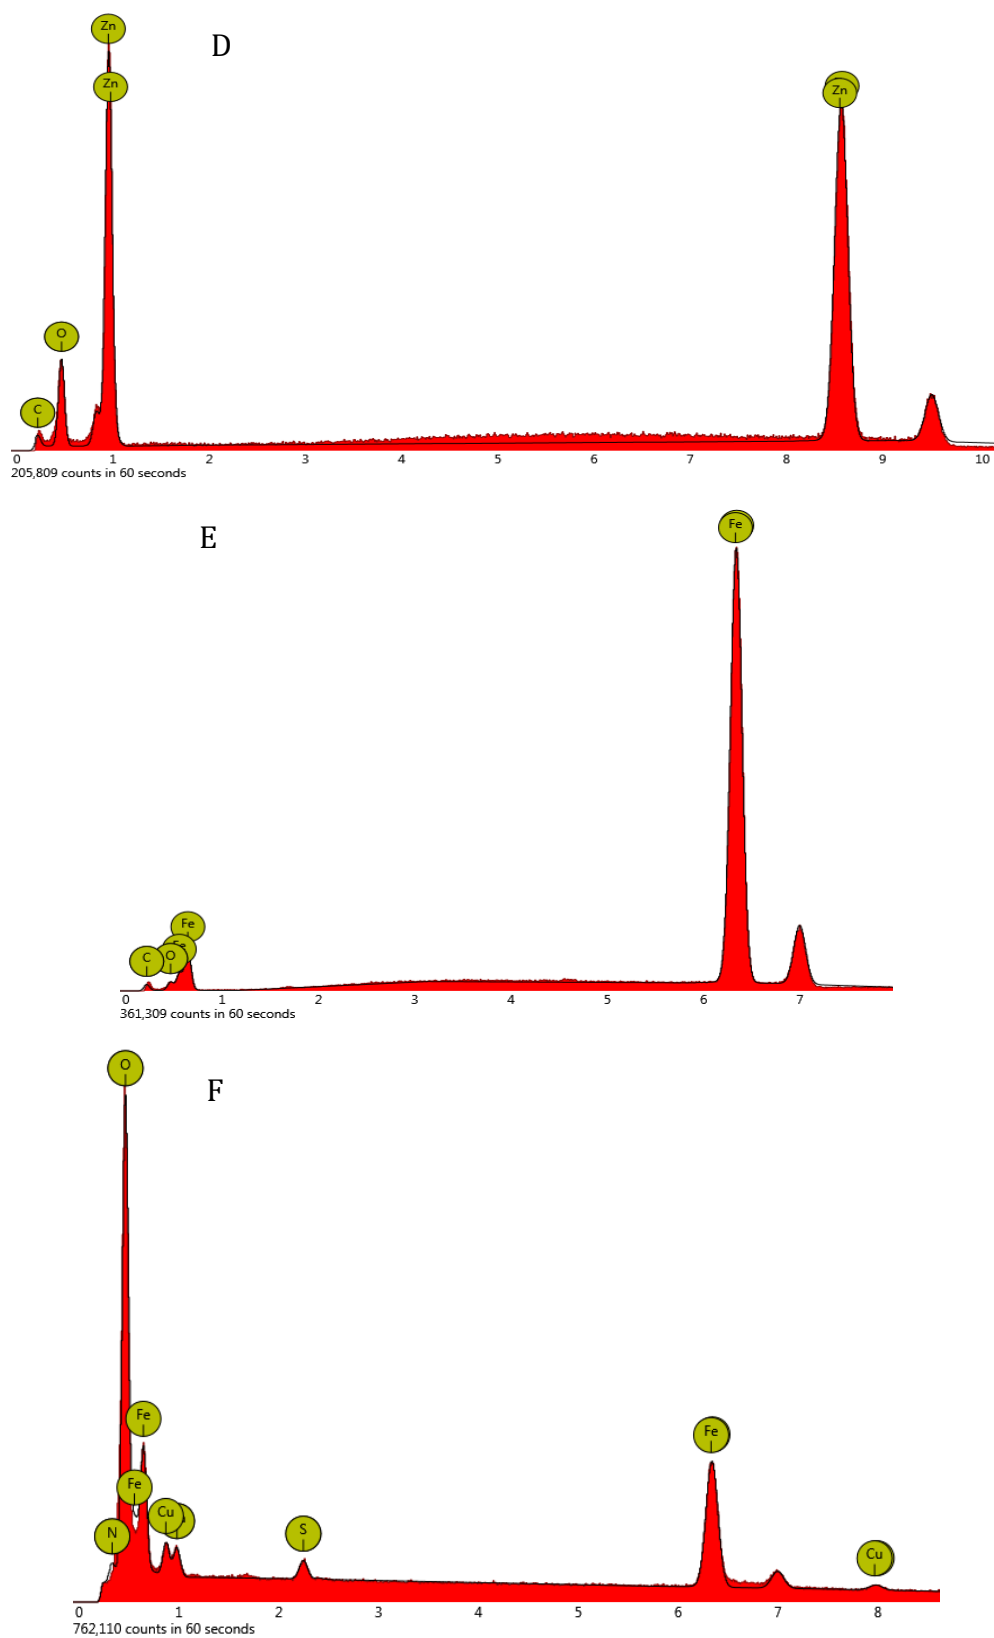 Zn
D
Zn
Zn
O
C
0 1 2 3 4 5 6 7 8 9 10
205,809 counts in 60 seconds
E
Fe
Fe
Fe
C O
0 1 2 3 4 5 6 7
361,309 counts in 60 seconds
O
F
Fe
Fe
Fe
Cu
N
S
Cu
0 1 2 3 4 5 6 7 8
762,110 counts in 60 seconds